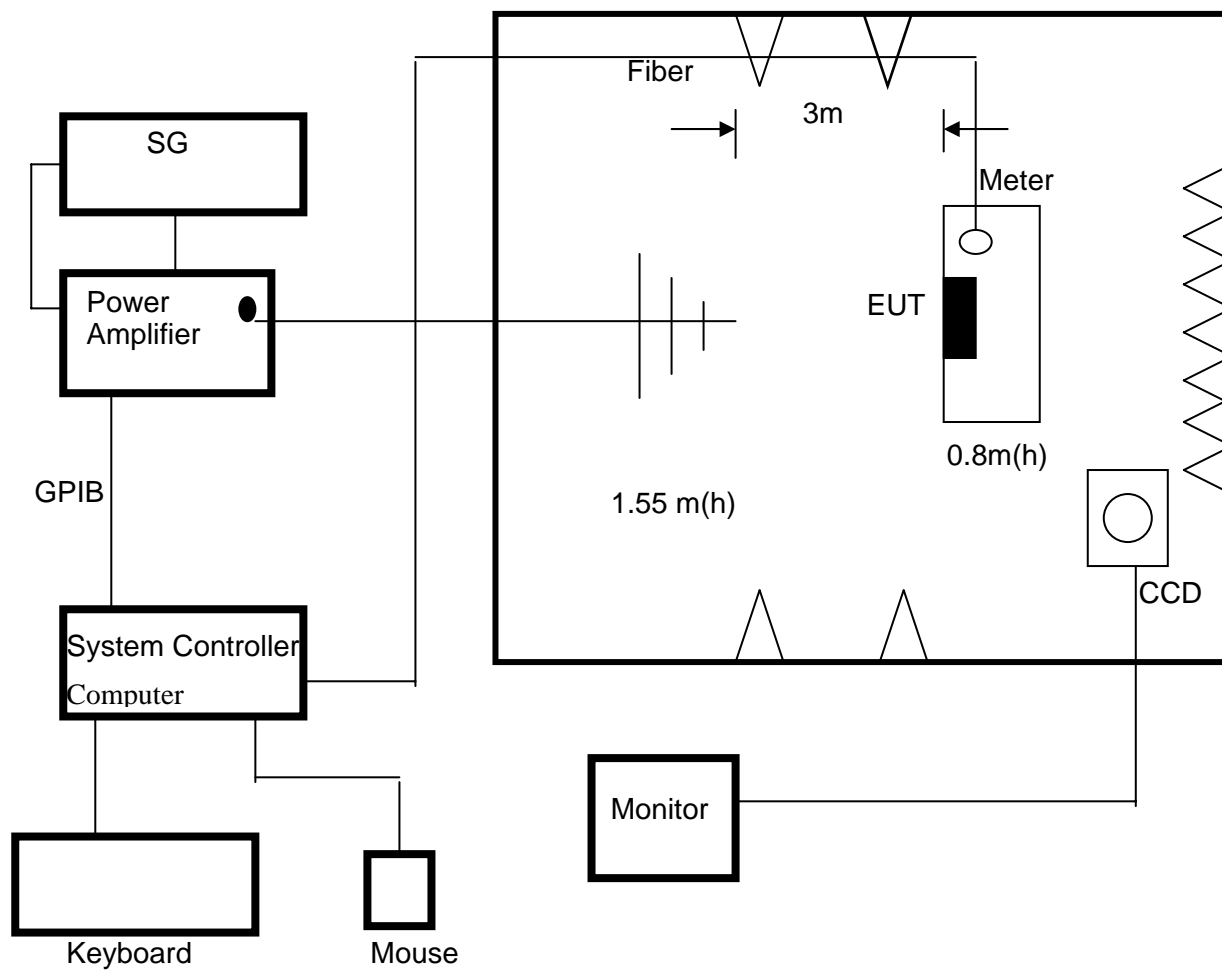 Fiber
3m
SG
Meter
Power
Amplifier
EUT
0.8m(h)
GPIB
1.55 m(h)
CCD
System Controller
Computer
Monitor
Keyboard
Mouse